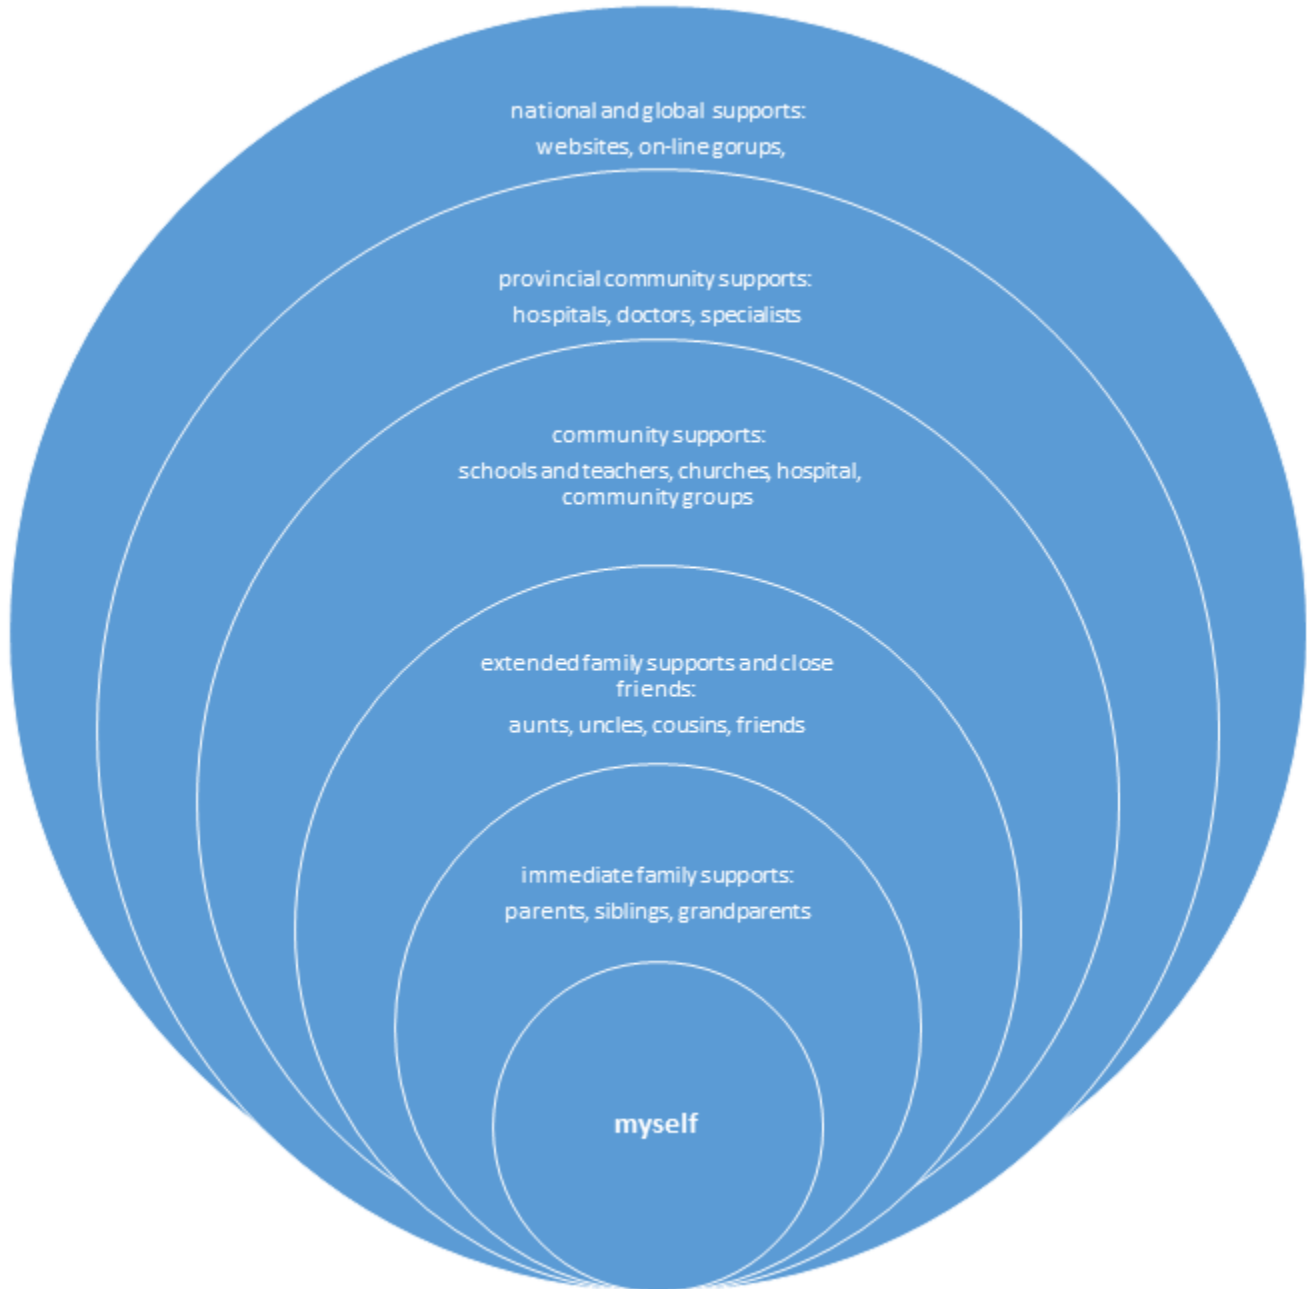 national and global supports:
websites, on-line gorups,
provincial community supports:
hospitals, doctors, specialists
community supports:
schools and teachers, churches, hospital,
community groups
extended family supports and close
friends:
aunts, uncles, cousins, friends
immediate family supports:
parents, siblings, grandparents
myself